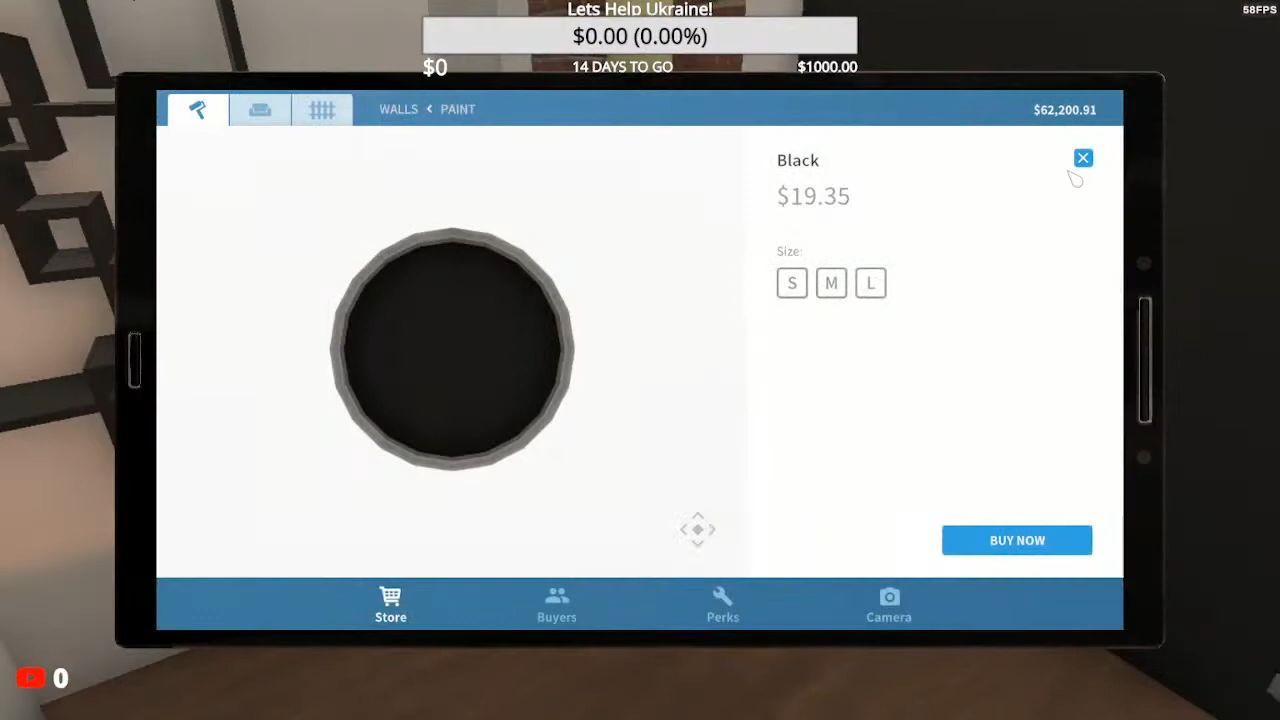 Lets Help Ukraine!
58FPS
$0.00 (0.00%)
$0
14 DAYS TO GO
$1000.00
WALLS < PAINT
$62,200.91
Black
$19.35
Size:
S M L
BUY NOW
Store
Buyers
Perks
Camera
0